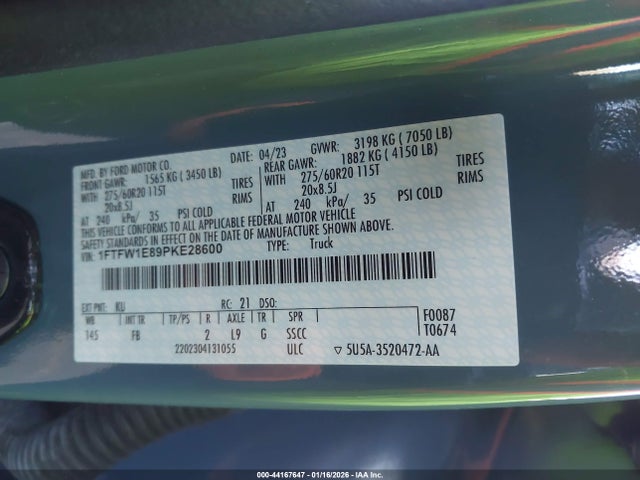 MFD. BY FORD MOTOR CO.
DATE: 04/23 GVWR: 3198 KG ( 7050 LB)
FRONT GAWR: 1565 KG ( 3450 LB) REAR GAWR: 1882 KG ( 4150 LB)
WITH 275/60R20 115T TIRES WITH 275/60R20 115T TIRES
20x8.5J RIMS 20x8.5J RIMS
AT 240 kPa/ 35 PSI COLD AT 240 kPa/ 35 PSI COLD
THIS VEHICLE CONFORMS TO ALL APPLICABLE FEDERAL MOTOR VEHICLE
SAFETY STANDARDS IN EFFECT ON THE DATE OF MANUFACTURE SHOWN ABOVE.
VIN: 1FTFW1E89PKE28600 TYPE: Truck
EXT PNT: KU RC: 21 DSO:
WB INT TR TP/PS R AXLE TR SPR F0087
145 FB 2 L9 G SSCC T0674
2202304131055 ULC ▽ 5U5A-3520472-AA
000-44167647 - 01/16/2026 - IAA Inc.